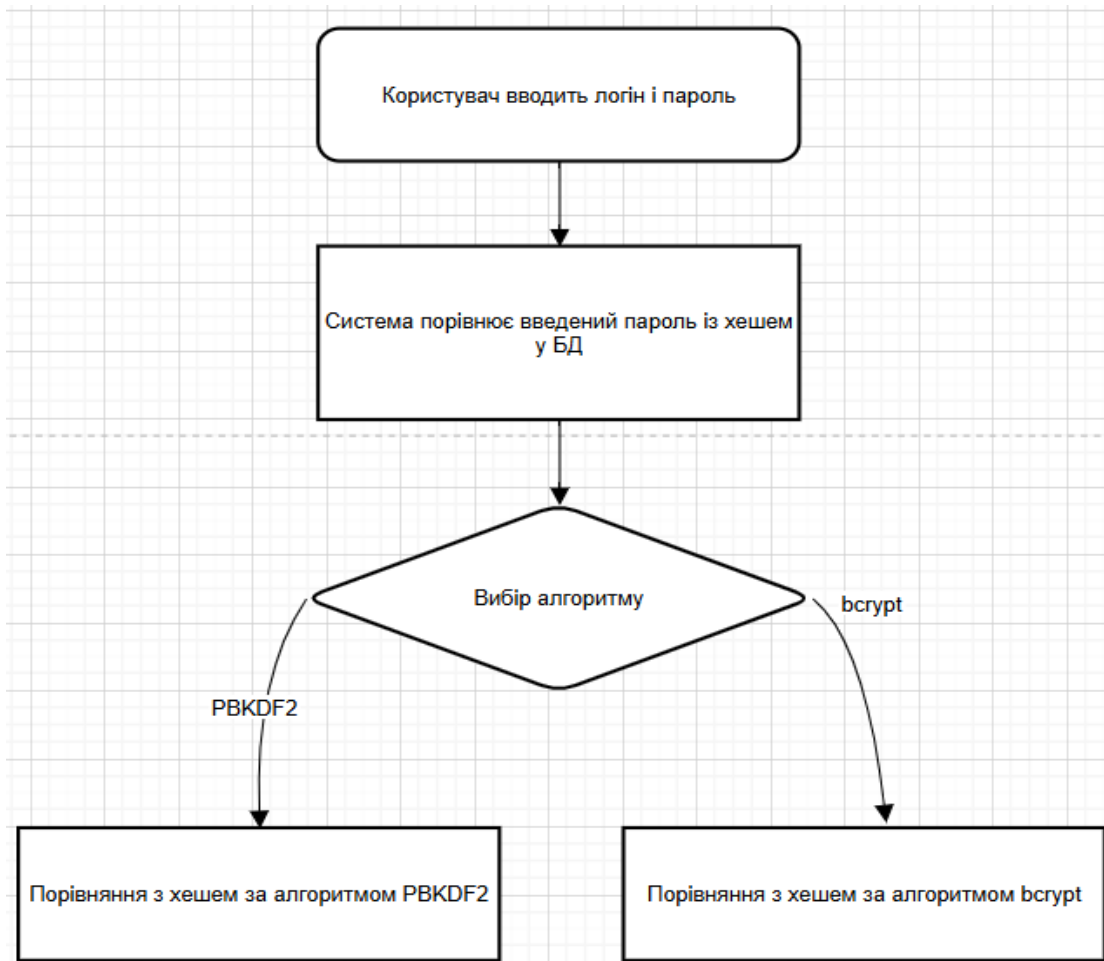 Користувач вводить логін і пароль
Система порівнює введений пароль із хешем
у БД
Вибір алгоритму
bcrypt
PBKDF2
Порівняння з хешем за алгоритмом PBKDF2
Порівняння з хешем за алгоритмом bcrypt